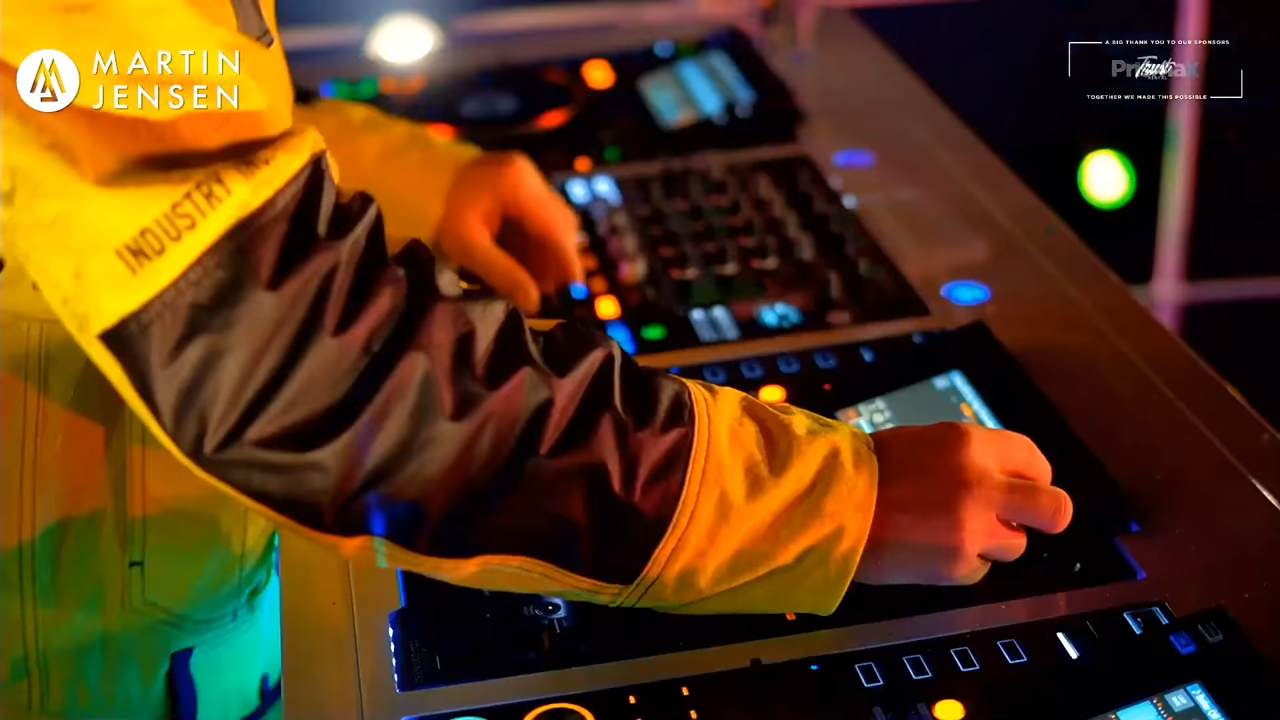 MARTIN
JENSEN
A BIG THANK YOU TO OUR SPONSORS
TOGETHER WE MADE THIS POSSIBLE
INDUSTRY